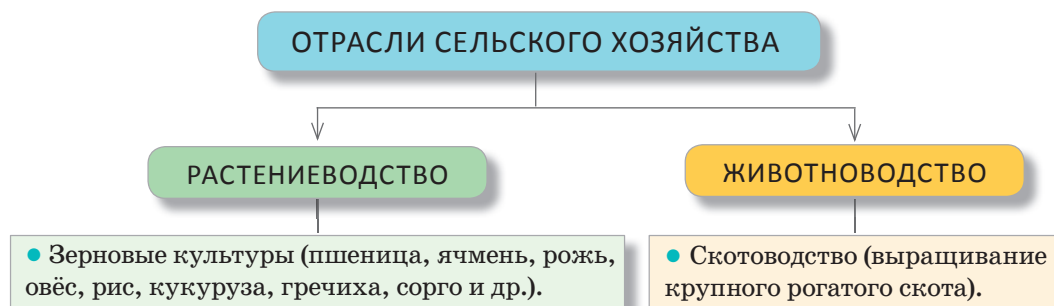 ОТРАСЛИ СЕЛЬСКОГО ХОЗЯЙСТВА
РАСТЕНИЕВОДСТВО
ЖИВОТНОВОДСТВО
● Зерновые культуры (пшеница, ячмень, рожь,
овёс, рис, кукуруза, гречиха, сорго и др.).
● Скотоводство (выращивание
крупного рогатого скота).